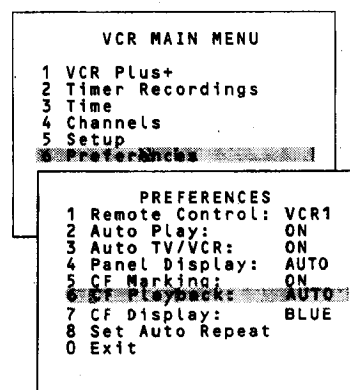 VCR MAIN MENU
1 VCR Plus+
2 Timer Recordings
3 Time
4 Channels
5 Setup
6 Preferences
PREFERENCES
1 Remote Control: VCR1
2 Auto Play: ON
3 Auto TV/VCR: ON
4 Panel Display: AUTO
5 CF Marking: ON
6 CF Playback: AUTO
7 CF Display: BLUE
8 Set Auto Repeat
0 Exit